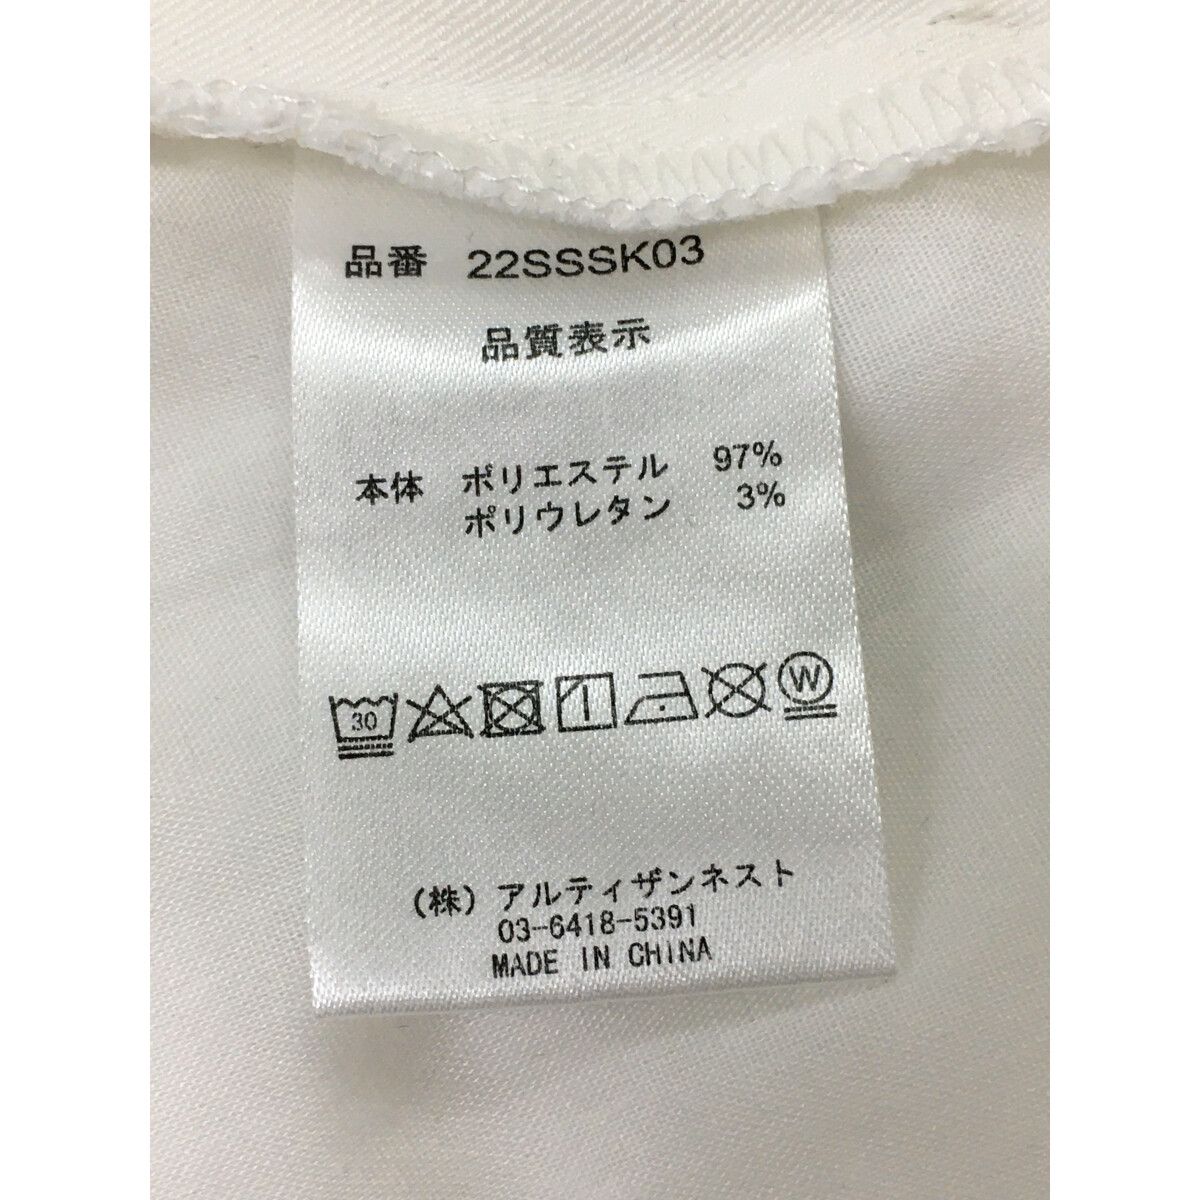 品番 22SSSK03
品質表示
本体 ポリエステル 97%
ポリウレタン 3%
30 W
(株) アルティザンネスト
03-6418-5391
MADE IN CHINA